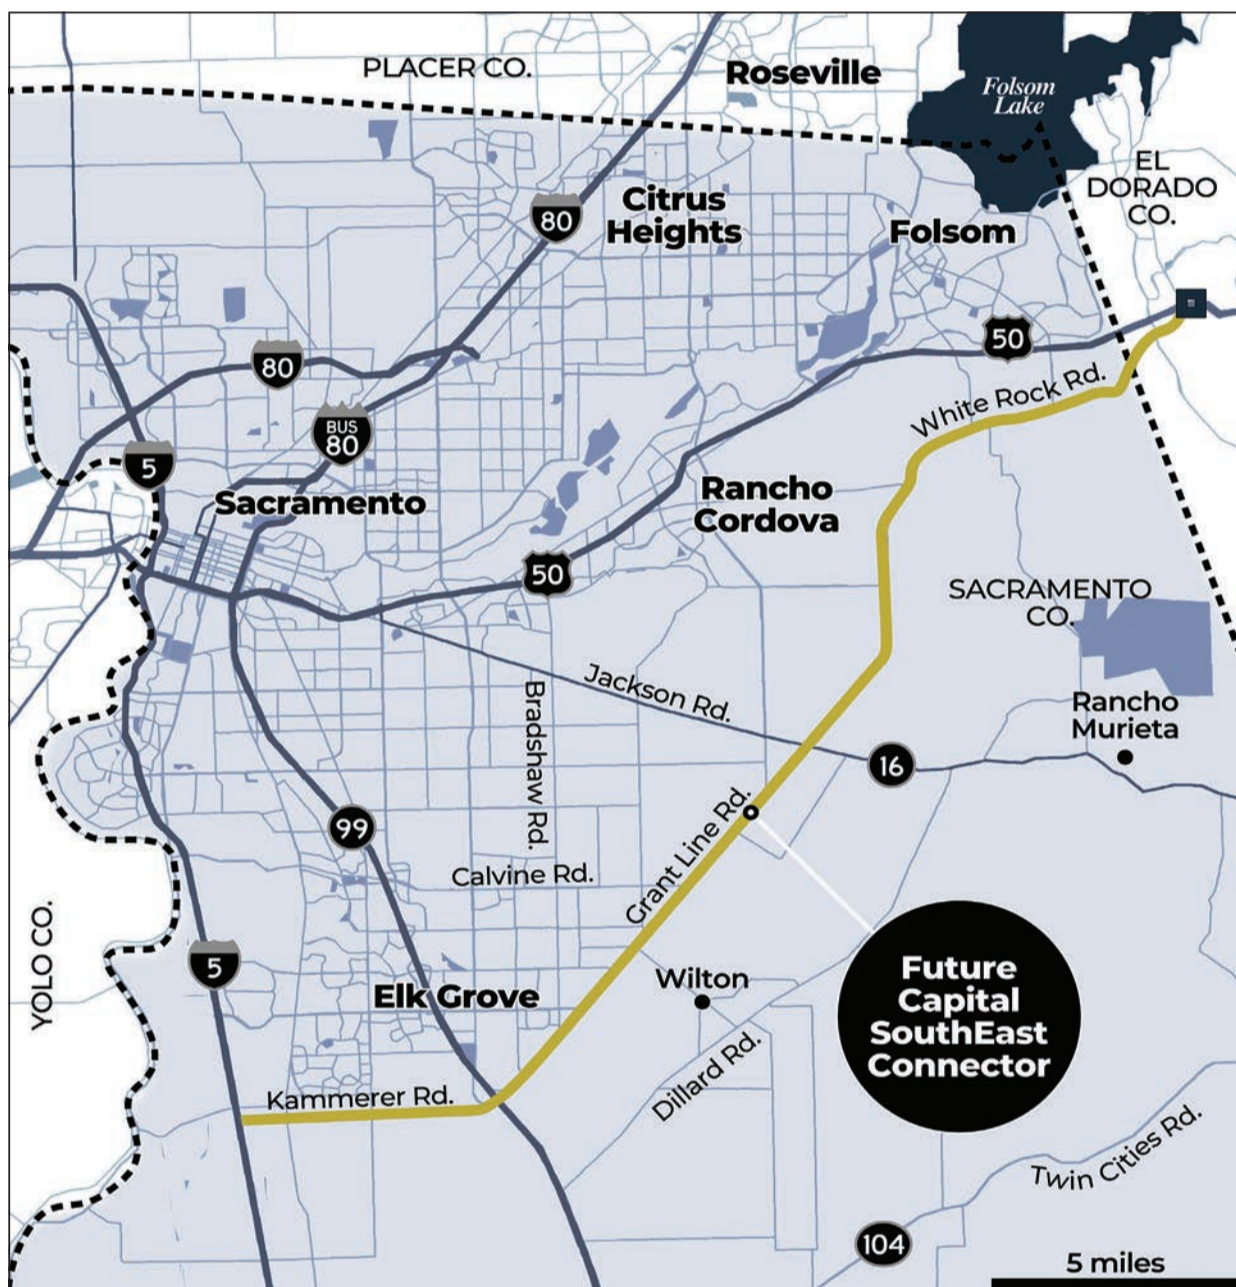 PLACER CO.
Roseville
Folsom
Lake
EL
DORADO
CO.
Citrus
Heights
Folsom
80
50
80
White Rock Rd.
BUS
80
5
Sacramento
Rancho
Cordova
50
SACRAMENTO
CO.
Jackson Rd.
Bradshaw Rd.
Rancho
Murieta
16
99
Grant Line Rd.
Calvine Rd.
YOLO CO.
5
Elk Grove
Wilton
Future
Capital
SouthEast
Connector
Kammerer Rd.
Dillard Rd.
Twin Cities Rd.
104
5 miles